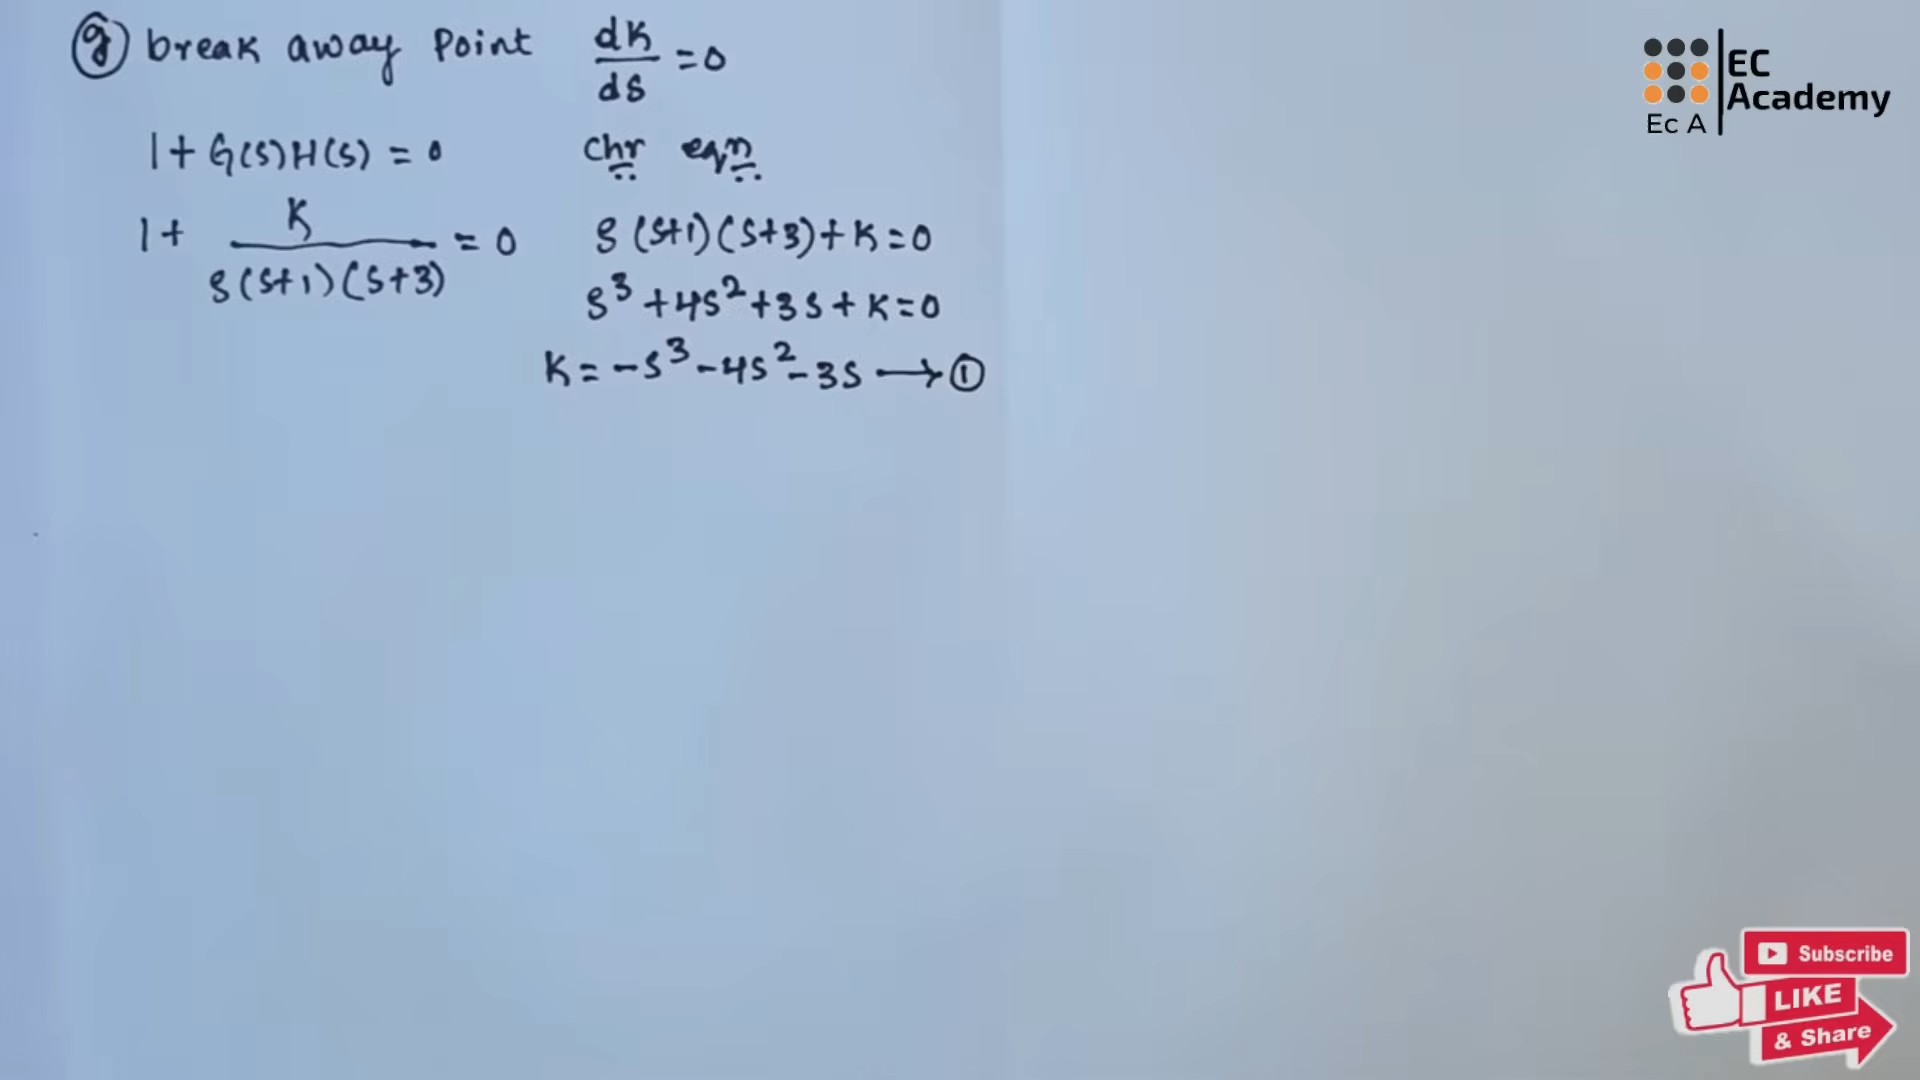 (g) break away Point dK/dS = 0
1 + G(S)H(S) = 0 chr eqn
1 + K/S(S+1)(S+3) = 0
S(S+1)(S+3) + K = 0
S³ + 4S² + 3S + K = 0
K = -S³ - 4S² - 3S → ①
EC
Academy
Ec A
Subscribe
LIKE
& Share